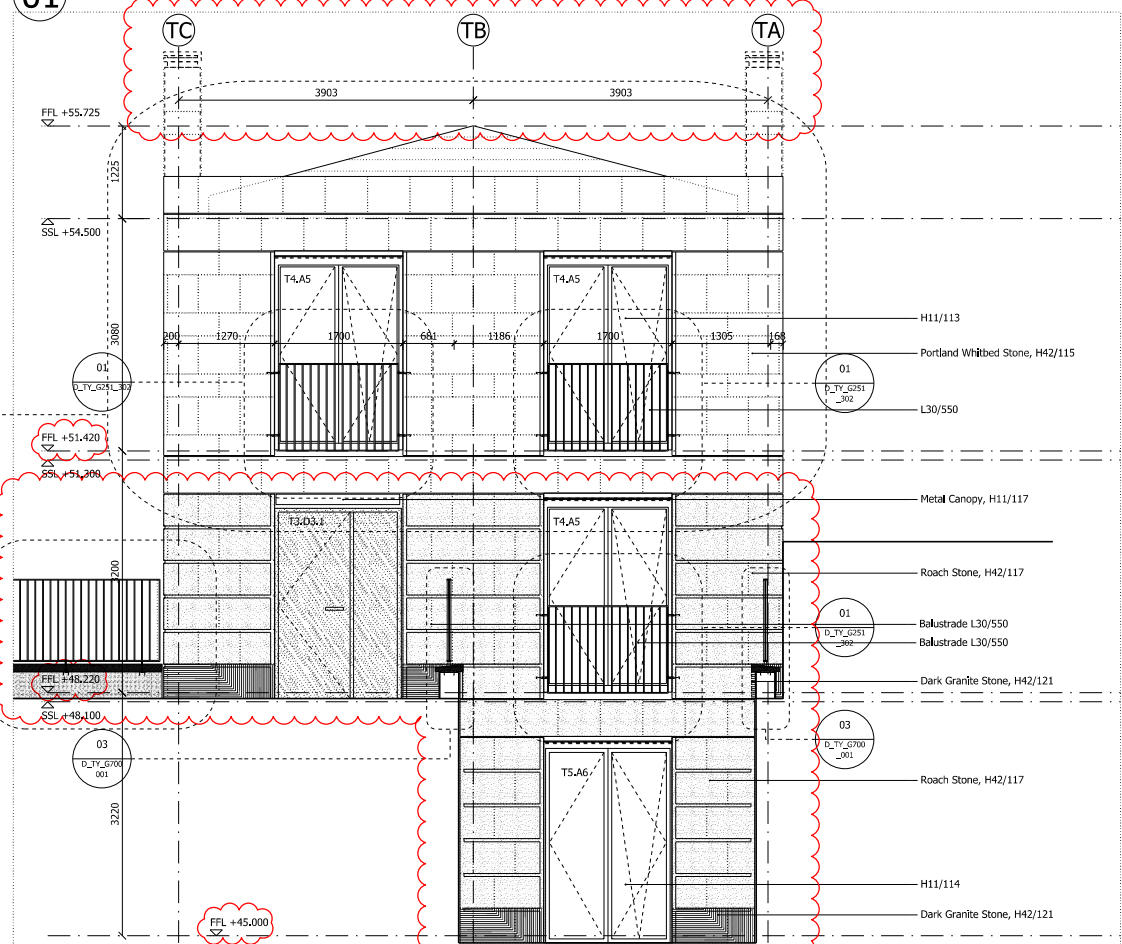 01
TC
TB
TA
3903
3903
FFL +55.725
1225
SSL +54.500
T4.A5
T4.A5
H11/113
3080
200
1270
1700
681
1186
1700
1305
168
Portland Whitbed Stone, H42/115
01
D_TY_G251_302
01
D_TY_G251
_302
L30/550
FFL +51.420
SSL +51.300
Metal Canopy, H11/117
T3.D3.1
T4.A5
Roach Stone, H42/117
01
D_TY_G251
_302
Balustrade L30/550
Balustrade L30/550
FFL +48.220
Dark Granite Stone, H42/121
SSL +48.100
03
D_TY_G700
001
03
D_TY_G700
_001
T5.A6
Roach Stone, H42/117
3220
H11/114
FFL +45.000
Dark Granite Stone, H42/121